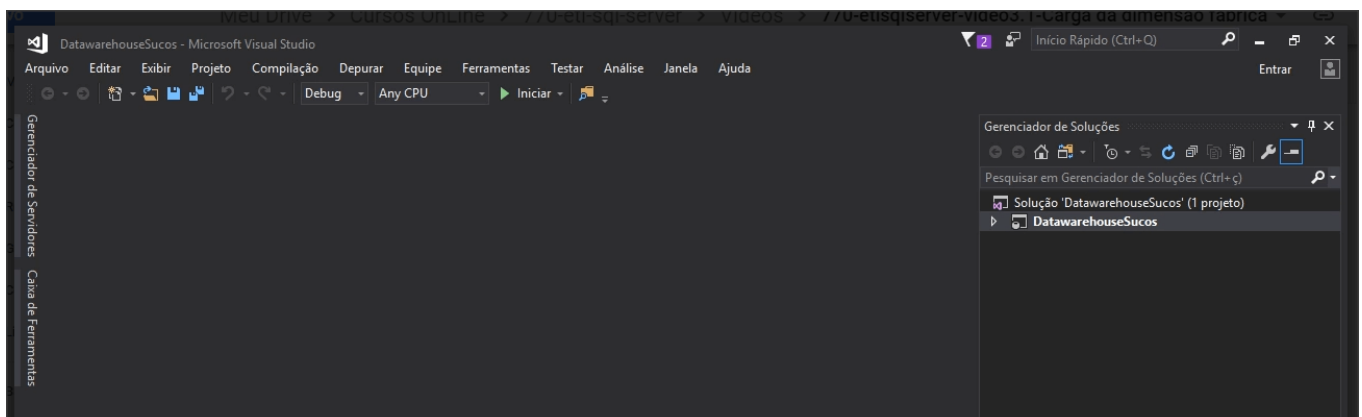 Meu Drive > Cursos OnLine > 770-etl-sql-server > Vídeos > 770-etlsqlserver-video3.1-Carga da dimensão fábrica
DatawarehouseSucos - Microsoft Visual Studio
2
Início Rápido (Ctrl+Q)
Arquivo Editar Exibir Projeto Compilação Depurar Equipe Ferramentas Testar Análise Janela Ajuda
Entrar
Debug Any CPU Iniciar
Gerenciador de Servidores
Caixa de Ferramentas
Gerenciador de Soluções
Pesquisar em Gerenciador de Soluções (Ctrl+ç)
Solução 'DatawarehouseSucos' (1 projeto)
DatawarehouseSucos